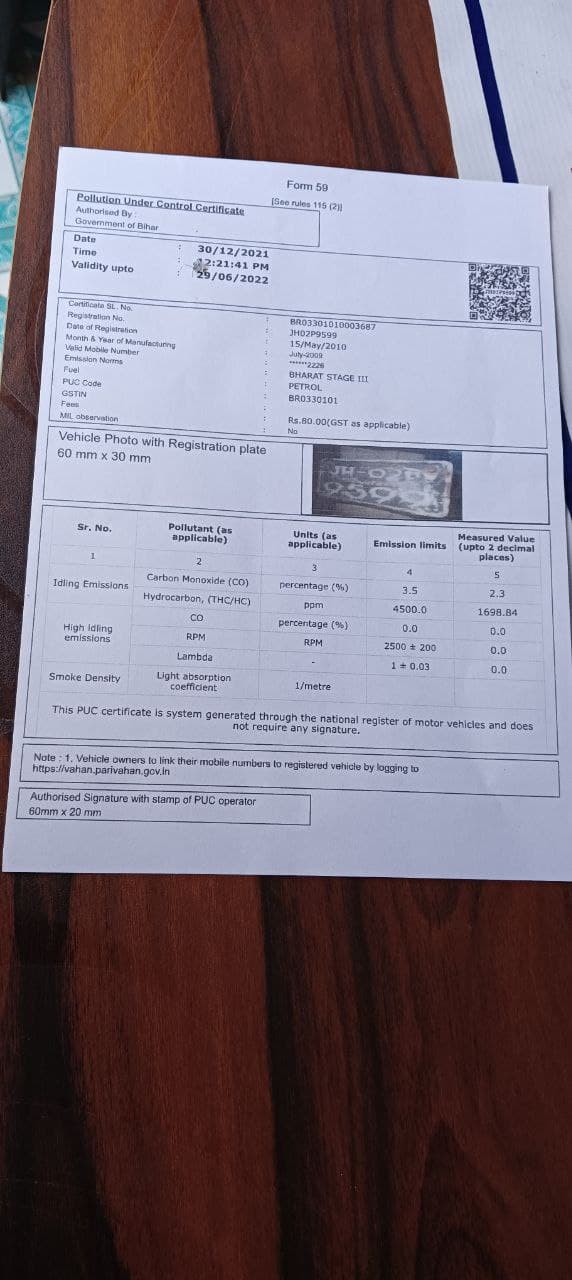 Form 59
[See rules 115 (2)]
Pollution Under Control Certificate
Authorised By :
Government of Bihar
Date : 30/12/2021
Time : 12:21:41 PM
Validity upto : 29/06/2022
Certificate SL. No. : BR03301010003687
Registration No. : JH02P9599
Date of Registration : 15/May/2010
Month & Year of Manufacturing : July-2009
Valid Mobile Number : ******2226
Emission Norms : BHARAT STAGE III
Fuel : PETROL
PUC Code : BR0330101
GSTIN :
Fees : Rs.80.00(GST as applicable)
MIL observation : No
Vehicle Photo with Registration plate
60 mm x 30 mm
JH-02P
9599
Sr. No. Pollutant (as applicable) Units (as applicable) Emission limits Measured Value (upto 2 decimal places)
1 2 3 4 5
Idling Emissions Carbon Monoxide (CO) percentage (%) 3.5 2.3
Hydrocarbon, (THC/HC) ppm 4500.0 1698.84
High idling emissions CO percentage (%) 0.0 0.0
RPM RPM 2500 ± 200 0.0
Lambda - 1 ± 0.03 0.0
Smoke Density Light absorption coefficient 1/metre
This PUC certificate is system generated through the national register of motor vehicles and does
not require any signature.
Note : 1. Vehicle owners to link their mobile numbers to registered vehicle by logging to
https://vahan.parivahan.gov.in
Authorised Signature with stamp of PUC operator
60mm x 20 mm